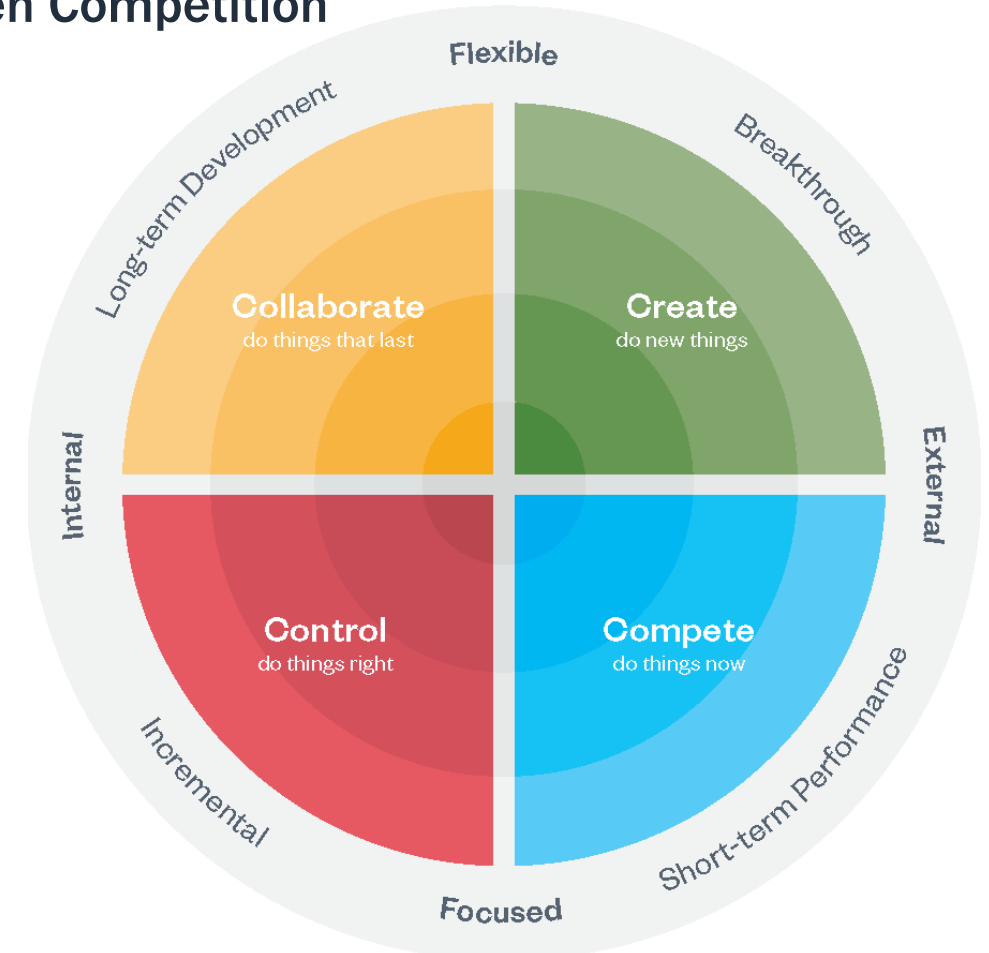 en Competition
Flexible
Long-term Development
Breakthrough
Collaborate
do things that last
Create
do new things
Internal
External
Control
do things right
Compete
do things now
Incremental
Short-term Performance
Focused